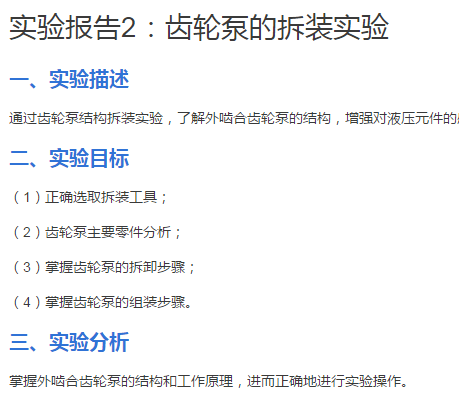 实验报告2：齿轮泵的拆装实验
一、实验描述
通过齿轮泵结构拆装实验，了解外啮合齿轮泵的结构，增强对液压元件的
二、实验目标
（1）正确选取拆装工具；
（2）齿轮泵主要零件分析；
（3）掌握齿轮泵的拆卸步骤；
（4）掌握齿轮泵的组装步骤。
三、实验分析
掌握外啮合齿轮泵的结构和工作原理，进而正确地进行实验操作。